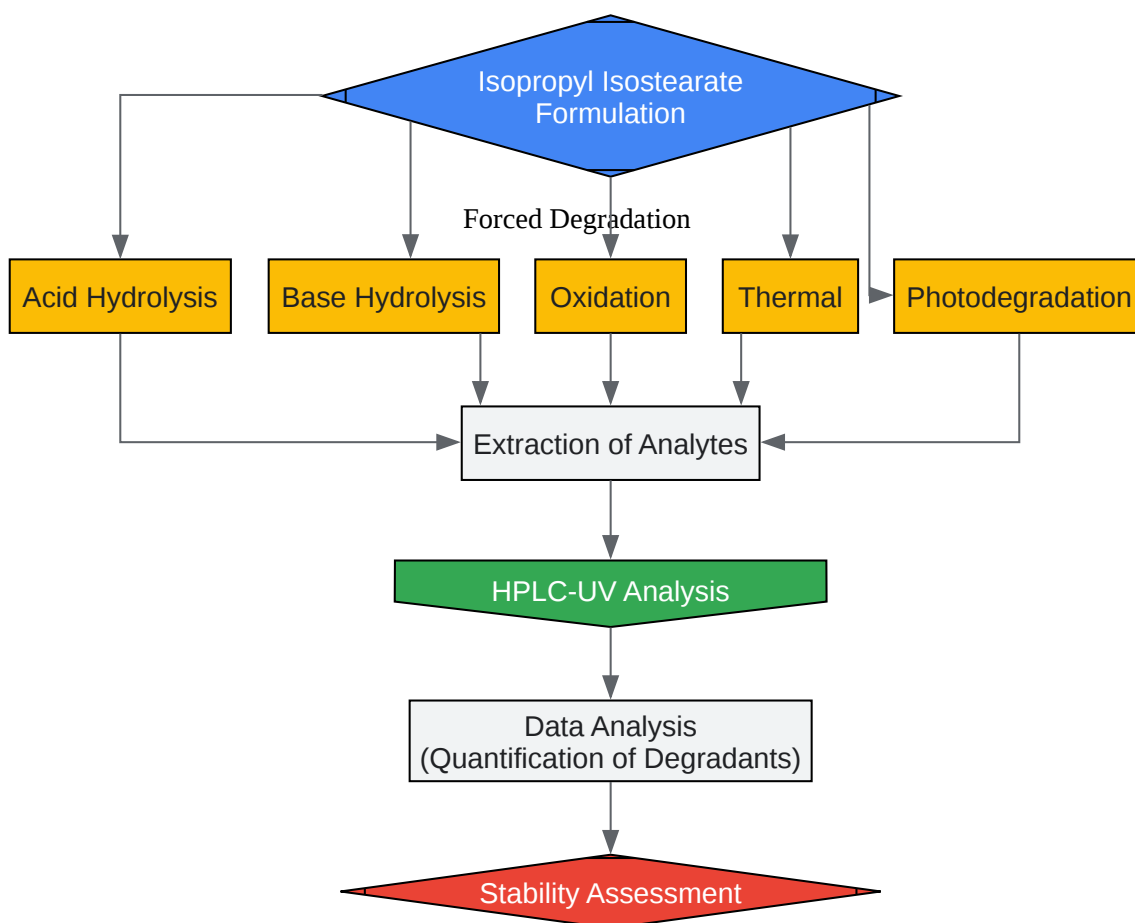 Isopropyl Isostearate
Formulation
Forced Degradation
Acid Hydrolysis
Base Hydrolysis
Oxidation
Thermal
Photodegradation
Extraction of Analytes
HPLC-UV Analysis
Data Analysis
(Quantification of Degradants)
Stability Assessment